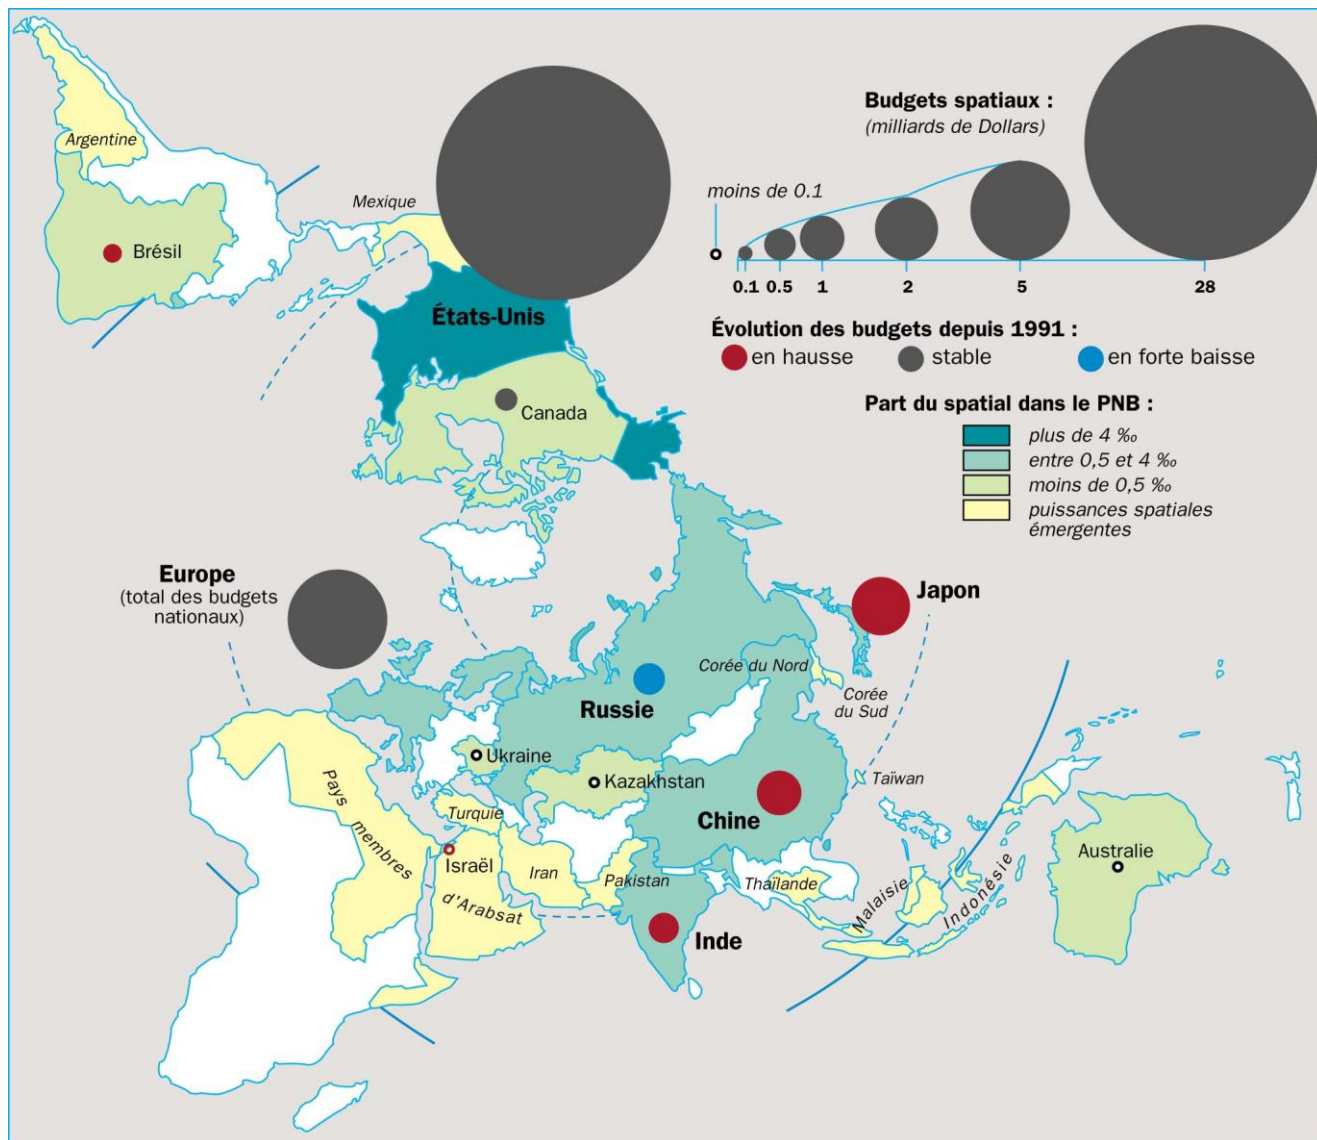 Budgets spatiaux :
(milliards de Dollars)
moins de 0.1
0.1 0.5 1 2 5 28
Évolution des budgets depuis 1991 :
en hausse stable en forte baisse
Part du spatial dans le PNB :
plus de 4 ‰
entre 0,5 et 4 ‰
moins de 0,5 ‰
puissances spatiales
émergentes
Argentine
Mexique
Brésil
États-Unis
Canada
Europe
(total des budgets
nationaux)
Japon
Corée du Nord
Corée
du Sud
Russie
Ukraine
Kazakhstan
Taïwan
Chine
Turquie
Pays membres d'Arabsat
Israël
Iran
Pakistan
Thaïlande
Malaisie
Indonésie
Australie
Inde